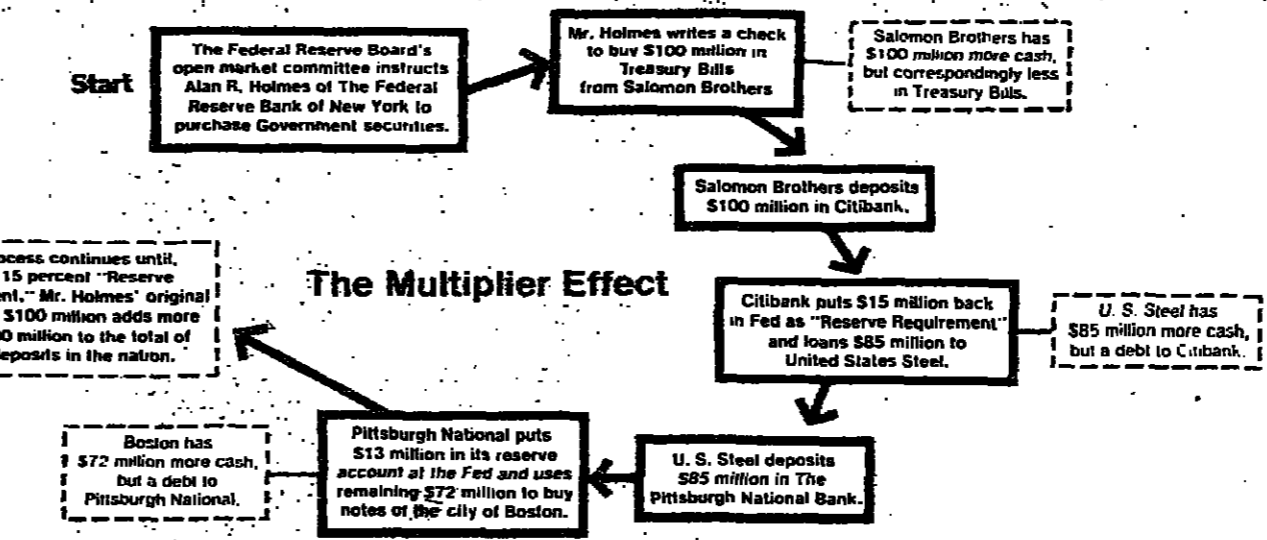 Start
The Federal Reserve Board's
open market committee instructs
Alan R. Holmes of The Federal
Reserve Bank of New York to
purchase Government securities.
Mr. Holmes writes a check
to buy $100 million in
Treasury Bills
from Salomon Brothers
Salomon Brothers has
$100 million more cash,
but correspondingly less
in Treasury Bills.
Salomon Brothers deposits
$100 million in Citibank.
The Multiplier Effect
Citibank puts $15 million back
in Fed as "Reserve Requirement"
and loans $85 million to
United States Steel.
U. S. Steel has
$85 million more cash,
but a debt to Citibank.
U. S. Steel deposits
$85 million in The
Pittsburgh National Bank.
Pittsburgh National puts
$13 million in its reserve
account at the Fed and uses
remaining $72 million to buy
notes of the city of Boston.
Boston has
$72 million more cash,
but a debt to
Pittsburgh National.
continues until,
15 percent "Reserve
Mr. Holmes' original
$100 million adds more
million to the total of
in the nation.